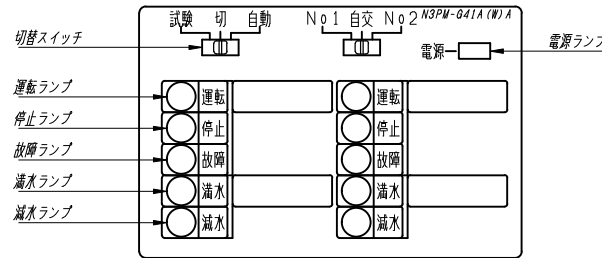 試験 切 自動 No1 自交 No2 N3PM-G41A(W)A
切替スイッチ 電源 電源ランプ
運転ランプ 運転 運転
停止ランプ 停止 停止
故障ランプ 故障 故障
満水ランプ 満水 満水
減水ランプ 減水 減水